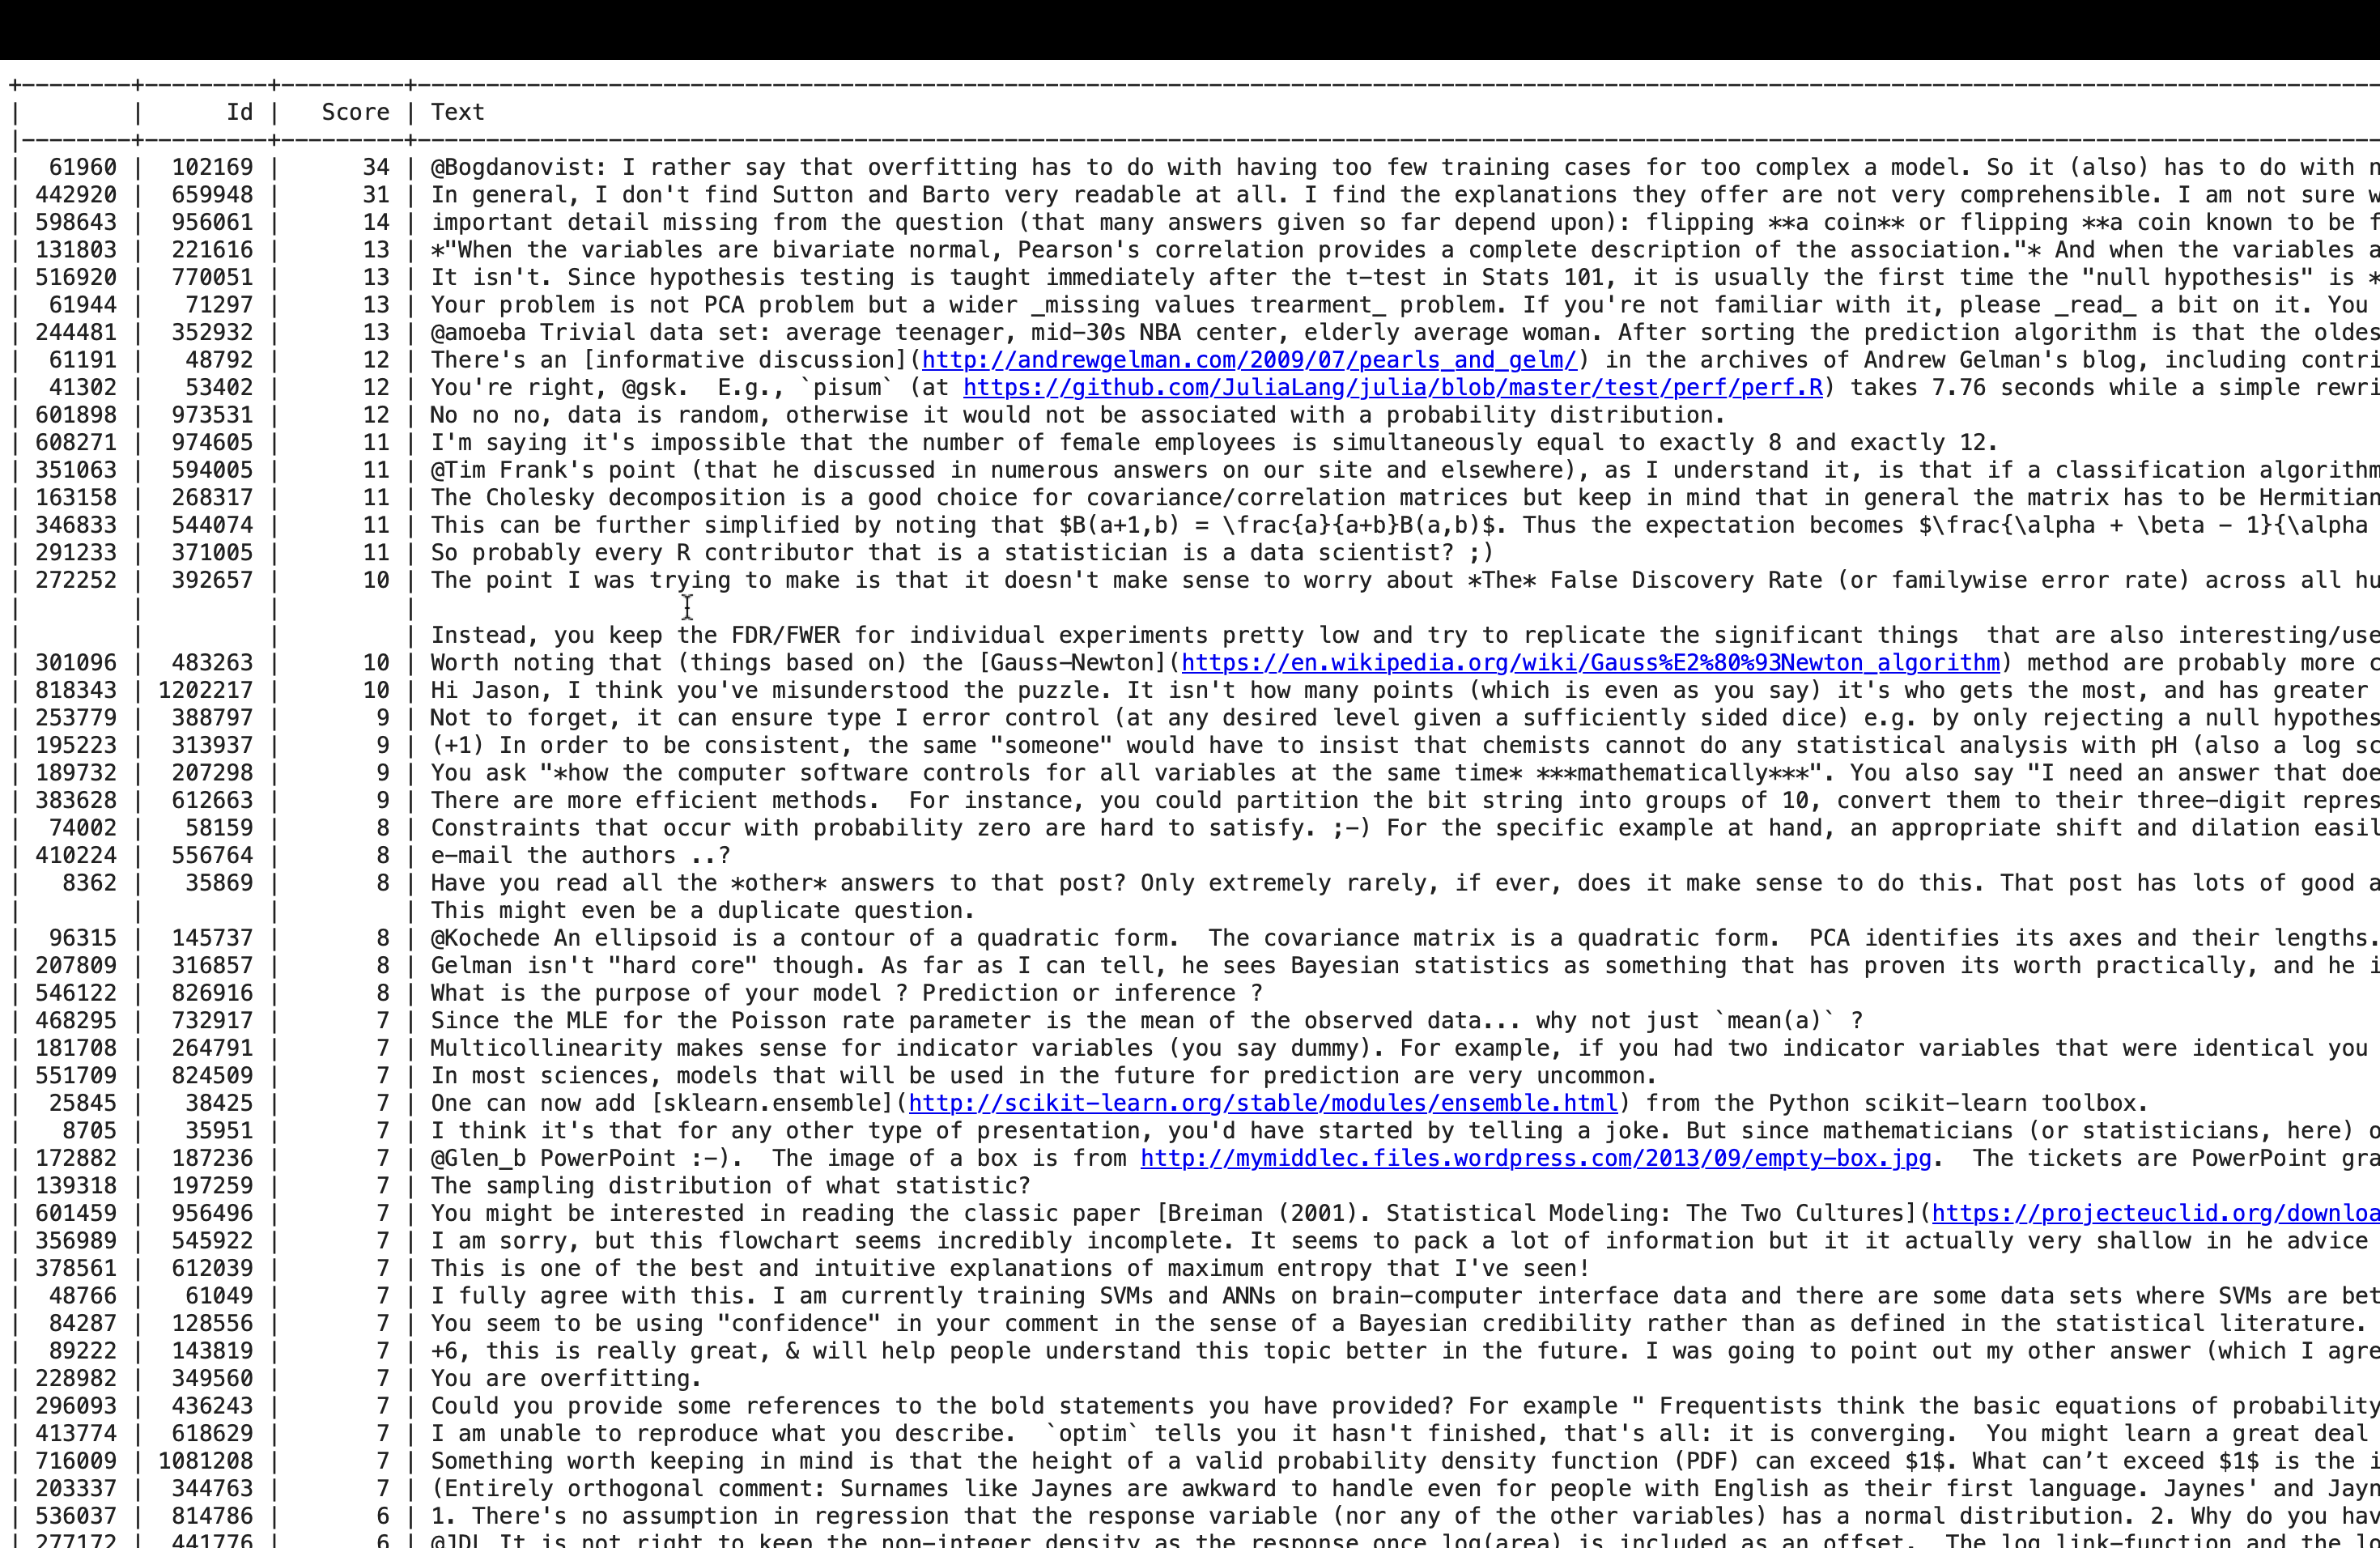 +--------+---------+---------+----------------------------------------
|        |      Id |   Score | Text
|--------+---------+---------+----------------------------------------
|  61960 |  102169 |      34 | @Bogdanovist: I rather say that overfitting has to do with having too few training cases for too complex a model. So it (also) has to do with
| 442920 |  659948 |      31 | In general, I don't find Sutton and Barto very readable at all. I find the explanations they offer are not very comprehensible. I am not sure
| 598643 |  956061 |      14 | important detail missing from the question (that many answers given so far depend upon): flipping **a coin** or flipping **a coin known to be
| 131803 |  221616 |      13 | *"When the variables are bivariate normal, Pearson's correlation provides a complete description of the association."* And when the variables
| 516920 |  770051 |      13 | It isn't. Since hypothesis testing is taught immediately after the t-test in Stats 101, it is usually the first time the "null hypothesis" is *
|  61944 |   71297 |      13 | Your problem is not PCA problem but a wider _missing values trearment_ problem. If you're not familiar with it, please _read_ a bit on it. You
| 244481 |  352932 |      13 | @amoeba Trivial data set: average teenager, mid-30s NBA center, elderly average woman. After sorting the prediction algorithm is that the oldes
|  61191 |   48792 |      12 | There's an [informative discussion](http://andrewgelman.com/2009/07/pearls_and_gelm/) in the archives of Andrew Gelman's blog, including contri
|  41302 |   53402 |      12 | You're right, @gsk.  E.g., `pisum` (at https://github.com/JuliaLang/julia/blob/master/test/perf/perf.R) takes 7.76 seconds while a simple rewri
| 601898 |  973531 |      12 | No no no, data is random, otherwise it would not be associated with a probability distribution.
| 608271 |  974605 |      11 | I'm saying it's impossible that the number of female employees is simultaneously equal to exactly 8 and exactly 12.
| 351063 |  594005 |      11 | @Tim Frank's point (that he discussed in numerous answers on our site and elsewhere), as I understand it, is that if a classification algorithm
| 163158 |  268317 |      11 | The Cholesky decomposition is a good choice for covariance/correlation matrices but keep in mind that in general the matrix has to be Hermitian
| 346833 |  544074 |      11 | This can be further simplified by noting that $B(a+1,b) = \frac{a}{a+b}B(a,b)$. Thus the expectation becomes $\frac{\alpha + \beta - 1}{\alpha
| 291233 |  371005 |      11 | So probably every R contributor that is a statistician is a data scientist? ;)
| 272252 |  392657 |      10 | The point I was trying to make is that it doesn't make sense to worry about *The* False Discovery Rate (or familywise error rate) across all hu
|        |         |         |
|        |         |         | Instead, you keep the FDR/FWER for individual experiments pretty low and try to replicate the significant things  that are also interesting/use
| 301096 |  483263 |      10 | Worth noting that (things based on) the [Gauss-Newton](https://en.wikipedia.org/wiki/Gauss%E2%80%93Newton_algorithm) method are probably more
| 818343 | 1202217 |      10 | Hi Jason, I think you've misunderstood the puzzle. It isn't how many points (which is even as you say) it's who gets the most, and has greater
| 253779 |  388797 |       9 | Not to forget, it can ensure type I error control (at any desired level given a sufficiently sided dice) e.g. by only rejecting a null hypothes
| 195223 |  313937 |       9 | (+1) In order to be consistent, the same "someone" would have to insist that chemists cannot do any statistical analysis with pH (also a log sc
| 189732 |  207298 |       9 | You ask "*how the computer software controls for all variables at the same time* ***mathematically***". You also say "I need an answer that doe
| 383628 |  612663 |       9 | There are more efficient methods.  For instance, you could partition the bit string into groups of 10, convert them to their three-digit repres
|  74002 |   58159 |       8 | Constraints that occur with probability zero are hard to satisfy. ;-) For the specific example at hand, an appropriate shift and dilation easil
| 410224 |  556764 |       8 | e-mail the authors ..?
|   8362 |   35869 |       8 | Have you read all the *other* answers to that post? Only extremely rarely, if ever, does it make sense to do this. That post has lots of good a
|        |         |         | This might even be a duplicate question.
|  96315 |  145737 |       8 | @Kochede An ellipsoid is a contour of a quadratic form.  The covariance matrix is a quadratic form.  PCA identifies its axes and their lengths.
| 207809 |  316857 |       8 | Gelman isn't "hard core" though. As far as I can tell, he sees Bayesian statistics as something that has proven its worth practically, and he i
| 546122 |  826916 |       8 | What is the purpose of your model ? Prediction or inference ?
| 468295 |  732917 |       7 | Since the MLE for the Poisson rate parameter is the mean of the observed data... why not just `mean(a)` ?
| 181708 |  264791 |       7 | Multicollinearity makes sense for indicator variables (you say dummy). For example, if you had two indicator variables that were identical you
| 551709 |  824509 |       7 | In most sciences, models that will be used in the future for prediction are very uncommon.
|  25845 |   38425 |       7 | One can now add [sklearn.ensemble](http://scikit-learn.org/stable/modules/ensemble.html) from the Python scikit-learn toolbox.
|   8705 |   35951 |       7 | I think it's that for any other type of presentation, you'd have started by telling a joke. But since mathematicians (or statisticians, here) o
| 172882 |  187236 |       7 | @Glen_b PowerPoint :-).  The image of a box is from http://mymiddlec.files.wordpress.com/2013/09/empty-box.jpg.  The tickets are PowerPoint gra
| 139318 |  197259 |       7 | The sampling distribution of what statistic?
| 601459 |  956496 |       7 | You might be interested in reading the classic paper [Breiman (2001). Statistical Modeling: The Two Cultures](https://projecteuclid.org/downloa
| 356989 |  545922 |       7 | I am sorry, but this flowchart seems incredibly incomplete. It seems to pack a lot of information but it it actually very shallow in he advice
| 378561 |  612039 |       7 | This is one of the best and intuitive explanations of maximum entropy that I've seen!
|  48766 |   61049 |       7 | I fully agree with this. I am currently training SVMs and ANNs on brain-computer interface data and there are some data sets where SVMs are bet
|  84287 |  128556 |       7 | You seem to be using "confidence" in your comment in the sense of a Bayesian credibility rather than as defined in the statistical literature.
|  89222 |  143819 |       7 | +6, this is really great, & will help people understand this topic better in the future. I was going to point out my other answer (which I agre
| 228982 |  349560 |       7 | You are overfitting.
| 296093 |  436243 |       7 | Could you provide some references to the bold statements you have provided? For example " Frequentists think the basic equations of probability
| 413774 |  618629 |       7 | I am unable to reproduce what you describe.  `optim` tells you it hasn't finished, that's all: it is converging.  You might learn a great deal
| 716009 | 1081208 |       7 | Something worth keeping in mind is that the height of a valid probability density function (PDF) can exceed $1$. What can’t exceed $1$ is the i
| 203337 |  344763 |       7 | (Entirely orthogonal comment: Surnames like Jaynes are awkward to handle even for people with English as their first language. Jaynes' and Jayn
| 536037 |  814786 |       6 | 1. There's no assumption in regression that the response variable (nor any of the other variables) has a normal distribution. 2. Why do you hav
| 277172 |  441776 |       6 | @JDL It is not right to keep the non-integer density as the response once log(area) is included as an offset.  The log link-function and the lo